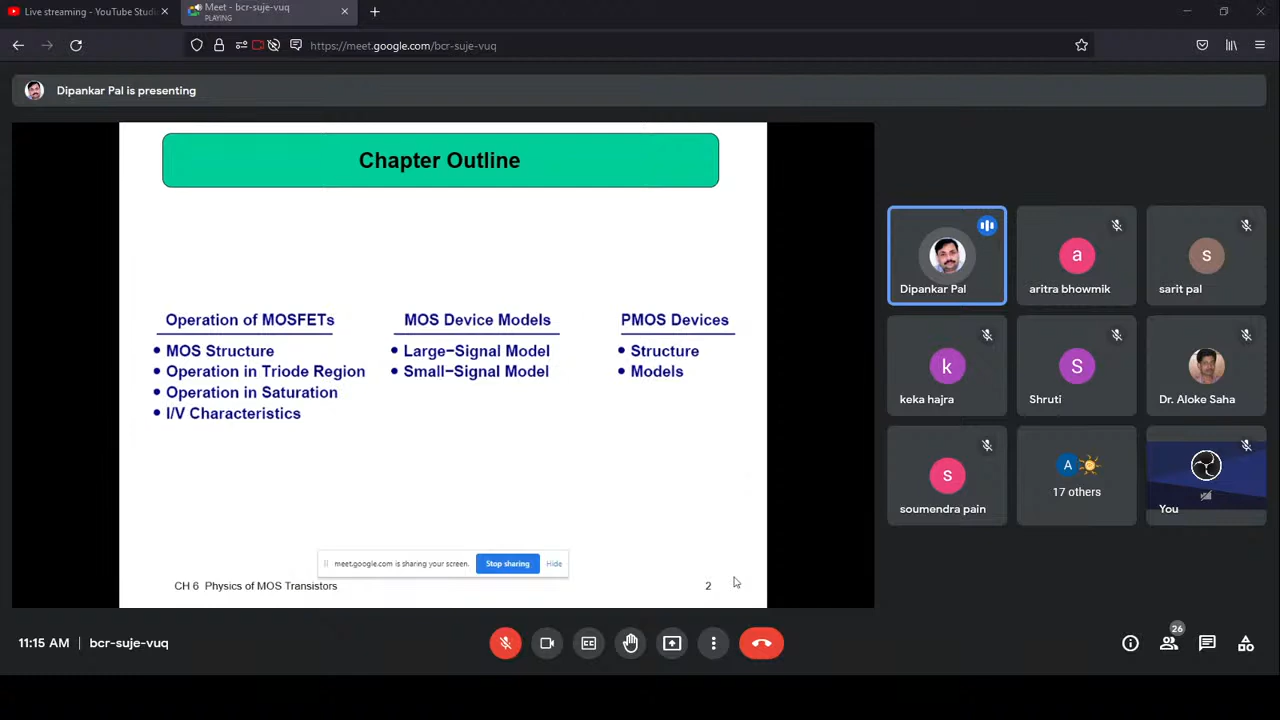 Live streaming - YouTube Studi
Meet - bcr-suje-vuq
PLAYING
https://meet.google.com/bcr-suje-vuq
Dipankar Pal is presenting
Chapter Outline
Operation of MOSFETs
• MOS Structure
• Operation in Triode Region
• Operation in Saturation
• I/V Characteristics
MOS Device Models
• Large-Signal Model
• Small-Signal Model
PMOS Devices
• Structure
• Models
meet.google.com is sharing your screen.
Stop sharing
Hide
CH 6 Physics of MOS Transistors
2
Dipankar Pal
a
aritra bhowmik
s
sarit pal
k
keka hajra
S
Shruti
Dr. Aloke Saha
s
soumendra pain
A
17 others
You
11:15 AM | bcr-suje-vuq
26